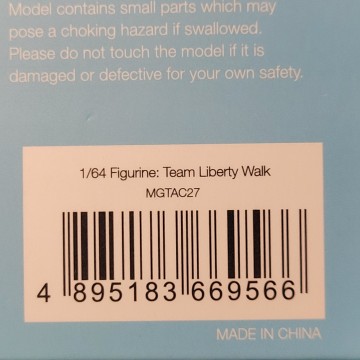 Model contains small parts which may
pose a choking hazard if swallowed.
Please do not touch the model if it is
damaged or defective for your own safety.
1/64 Figurine: Team Liberty Walk
MGTAC27
4 895183 669566
MADE IN CHINA